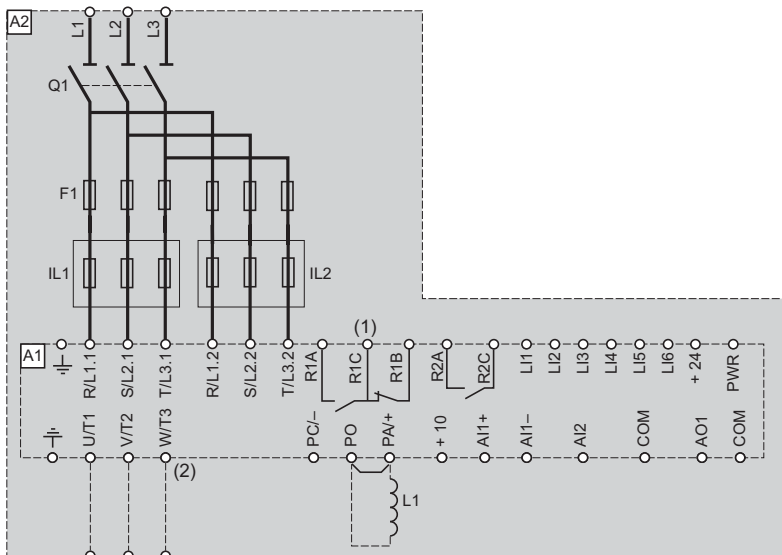 A2
L1
L2
L3
Q1
F1
IL1
IL2
A1
(1)
R/L1.1
S/L2.1
T/L3.1
R/L1.2
S/L2.2
T/L3.2
R1A
R1C
R1B
R2A
R2C
LI1
LI2
LI3
LI4
LI5
LI6
+ 24
PWR
U/T1
V/T2
W/T3
PC/–
PO
PA/+
+ 10
AI1+
AI1–
AI2
COM
AO1
COM
(2)
L1